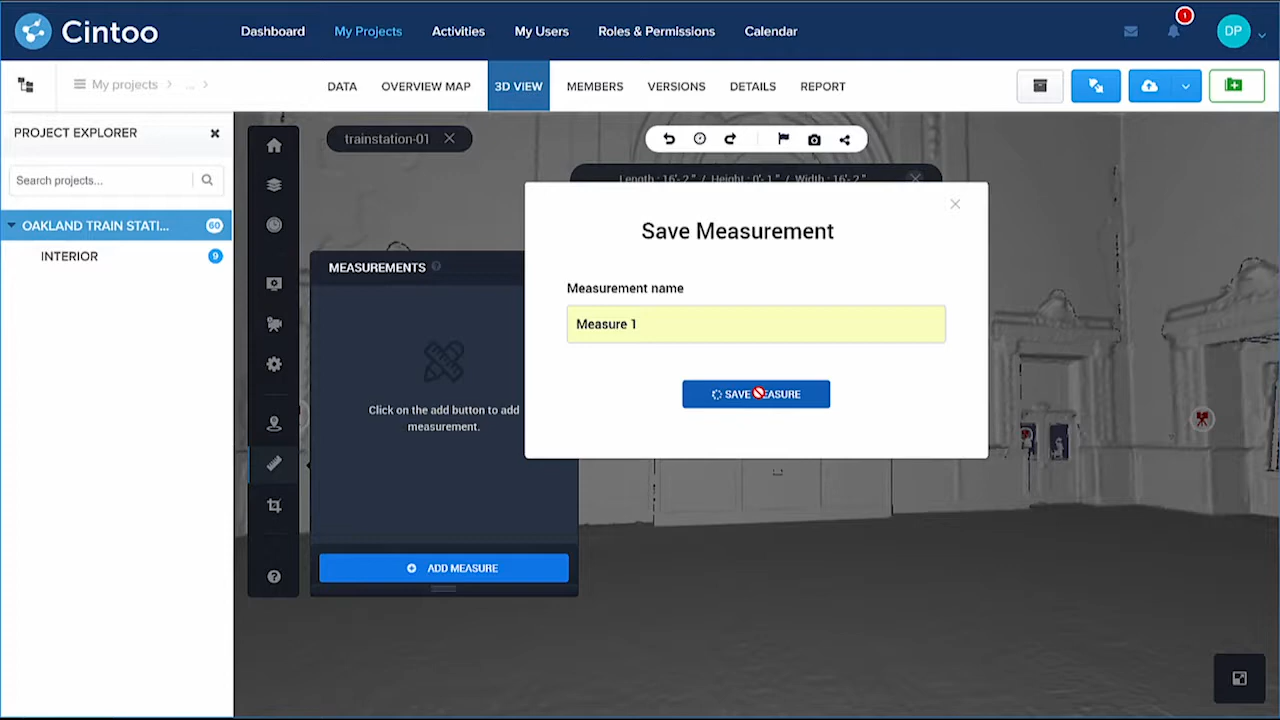 Cintoo
Dashboard
My Projects
Activities
My Users
Roles & Permissions
Calendar
1
DP
My projects
...
DATA
OVERVIEW MAP
3D VIEW
MEMBERS
VERSIONS
DETAILS
REPORT
PROJECT EXPLORER
Search projects...
OAKLAND TRAIN STATI...
60
INTERIOR
9
trainstation-01
Length : 16'- 2 " / Height : 0'- 1 " / Width : 16'- 2 "
MEASUREMENTS
Click on the add button to add
measurement.
ADD MEASURE
Save Measurement
Measurement name
Measure 1
SAVE MEASURE